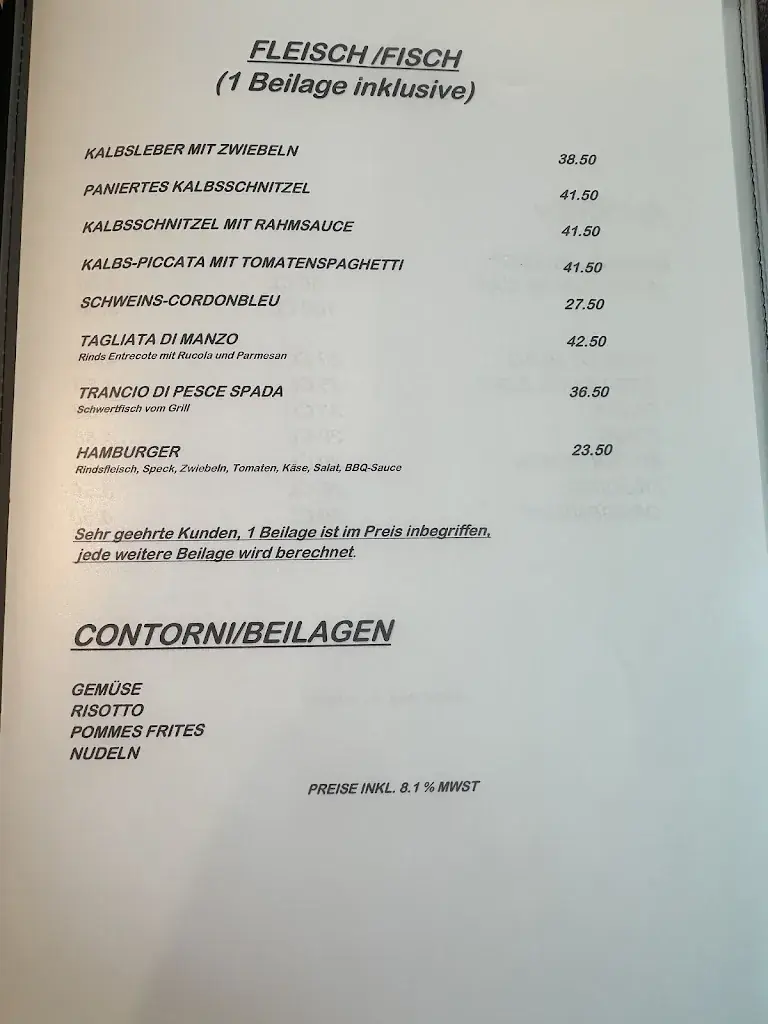 FLEISCH /FISCH
(1 Beilage inklusive)
KALBSLEBER MIT ZWIEBELN 38.50
PANIERTES KALBSSCHNITZEL 41.50
KALBSSCHNITZEL MIT RAHMSAUCE 41.50
KALBS-PICCATA MIT TOMATENSPAGHETTI 41.50
SCHWEINS-CORDONBLEU 27.50
TAGLIATA DI MANZO 42.50
Rinds Entrecote mit Rucola und Parmesan
TRANCIO DI PESCE SPADA 36.50
Schwertfisch vom Grill
HAMBURGER 23.50
Rindsfleisch, Speck, Zwiebeln, Tomaten, Käse, Salat, BBQ-Sauce
Sehr geehrte Kunden, 1 Beilage ist im Preis inbegriffen,
jede weitere Beilage wird berechnet.
CONTORNI/BEILAGEN
GEMÜSE
RISOTTO
POMMES FRITES
NUDELN
PREISE INKL. 8.1 % MWST